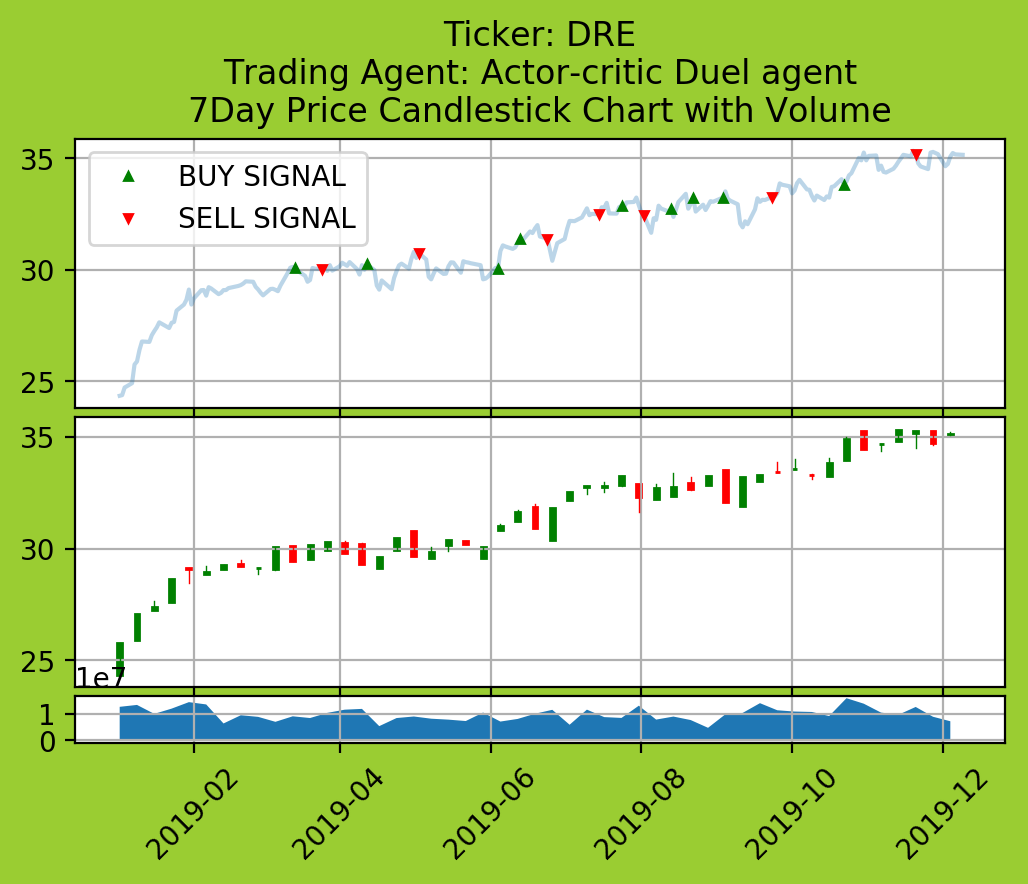 Ticker: DRE
Trading Agent: Actor-critic Duel agent
7Day Price Candlestick Chart with Volume
BUY SIGNAL
SELL SIGNAL
35
30
25
35
30
25
1e7
1
0
2019-02
2019-04
2019-06
2019-08
2019-10
2019-12